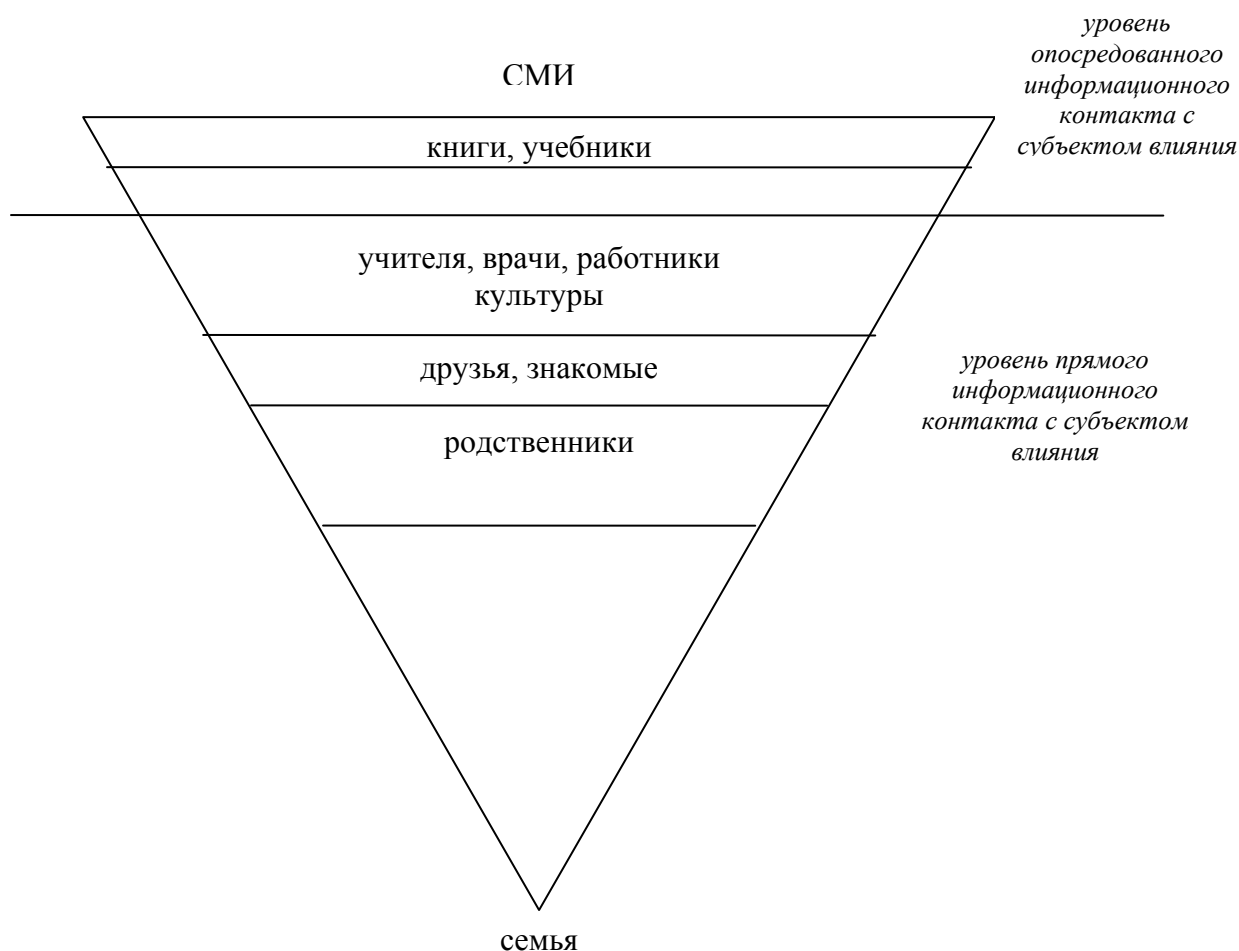 уровень
опосредованного
информационного
контакта с
субъектом влияния
СМИ
книги, учебники
учителя, врачи, работники
культуры
друзья, знакомые
родственники
уровень прямого
информационного
контакта с субъектом
влияния
семья